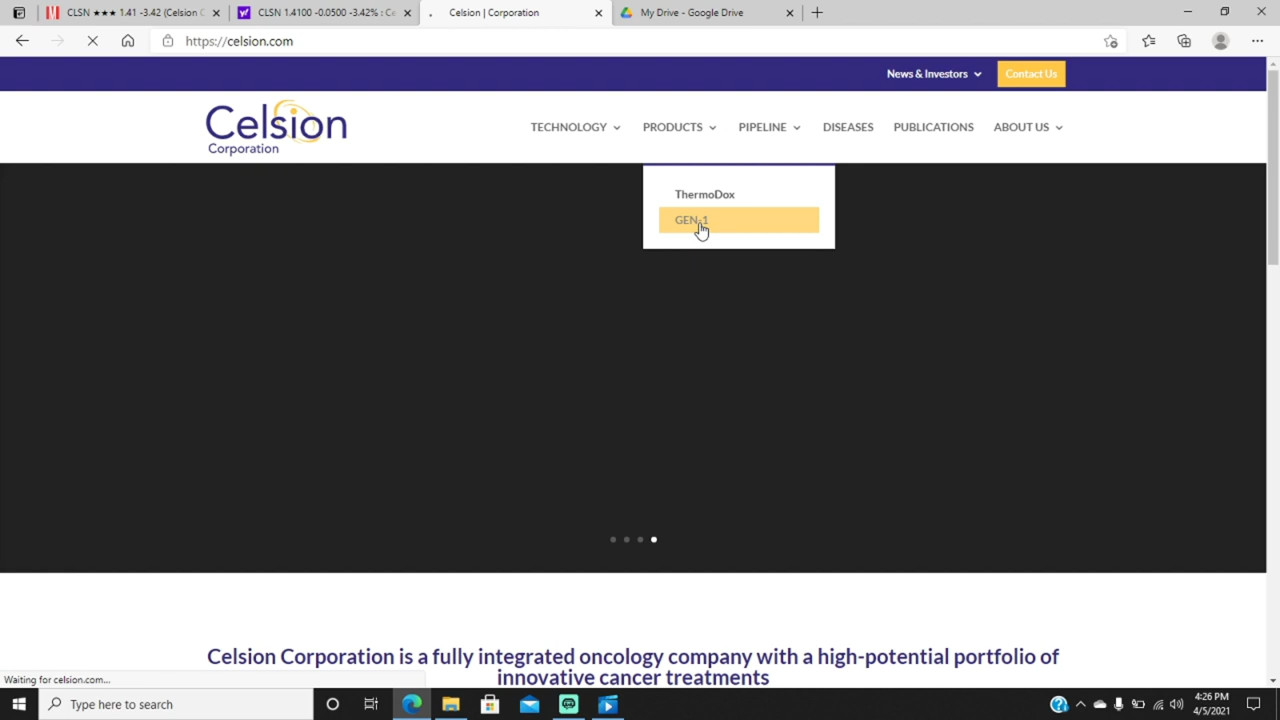 CLSN ★★★ 1.41 -3.42 (Celsion C
CLSN 1.4100 -0.0500 -3.42% : Ce
Celsion | Corporation
My Drive - Google Drive
https://celsion.com
News & Investors
Contact Us
Celsion
Corporation
TECHNOLOGY
PRODUCTS
PIPELINE
DISEASES
PUBLICATIONS
ABOUT US
ThermoDox
GEN-1
Celsion Corporation is a fully integrated oncology company with a high-potential portfolio of
innovative cancer treatments
Waiting for celsion.com...
Type here to search
4:26 PM
4/5/2021